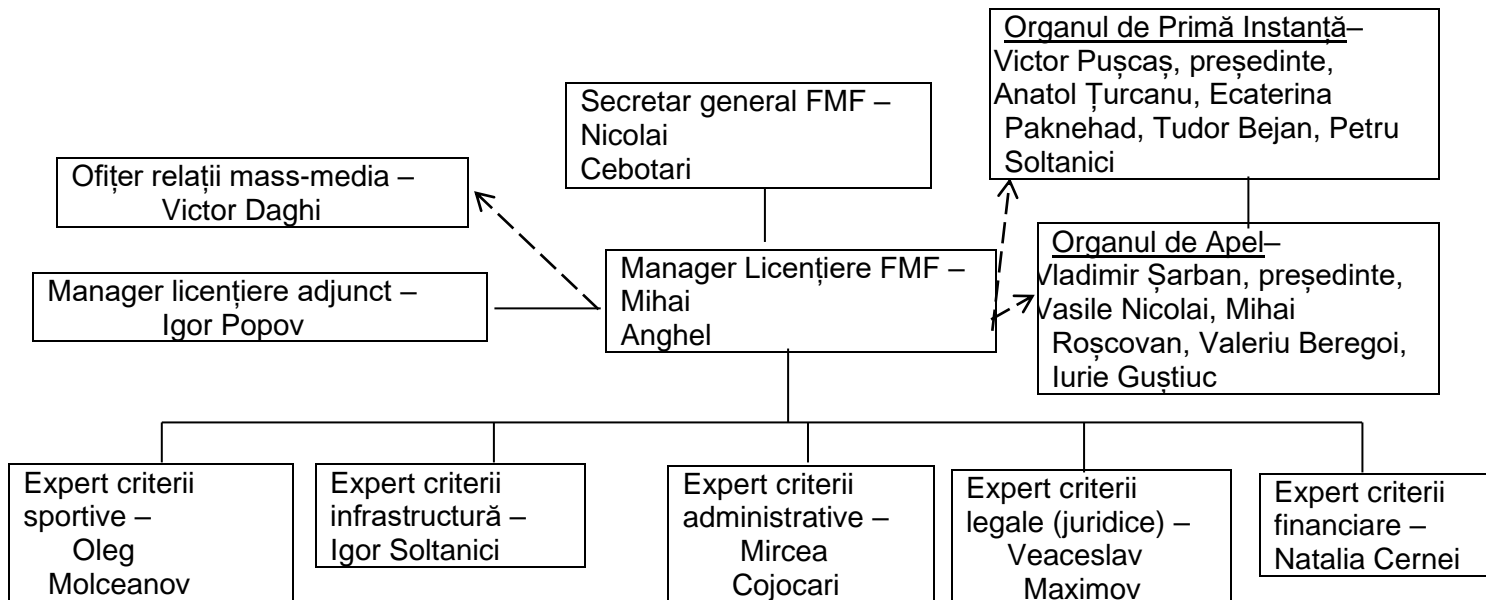 Organul de Primă Instanță–
Victor Pușcaș, președinte,
Anatol Țurcanu, Ecaterina
Paknehad, Tudor Bejan, Petru
Soltanici
Secretar general FMF –
Nicolai
Cebotari
Ofițer relații mass-media –
Victor Daghi
Organul de Apel–
Vladimir Șarban, președinte,
Vasile Nicolai, Mihai
Roșcovan, Valeriu Beregoi,
Iurie Guștiuc
Manager Licențiere FMF –
Mihai
Anghel
Manager licențiere adjunct –
Igor Popov
Expert criterii
sportive –
Oleg
Molceanov
Expert criterii
infrastructură –
Igor Soltanici
Expert criterii
administrative –
Mircea
Cojocari
Expert criterii
legale (juridice) –
Veaceslav
Maximov
Expert criterii
financiare –
Natalia Cernei